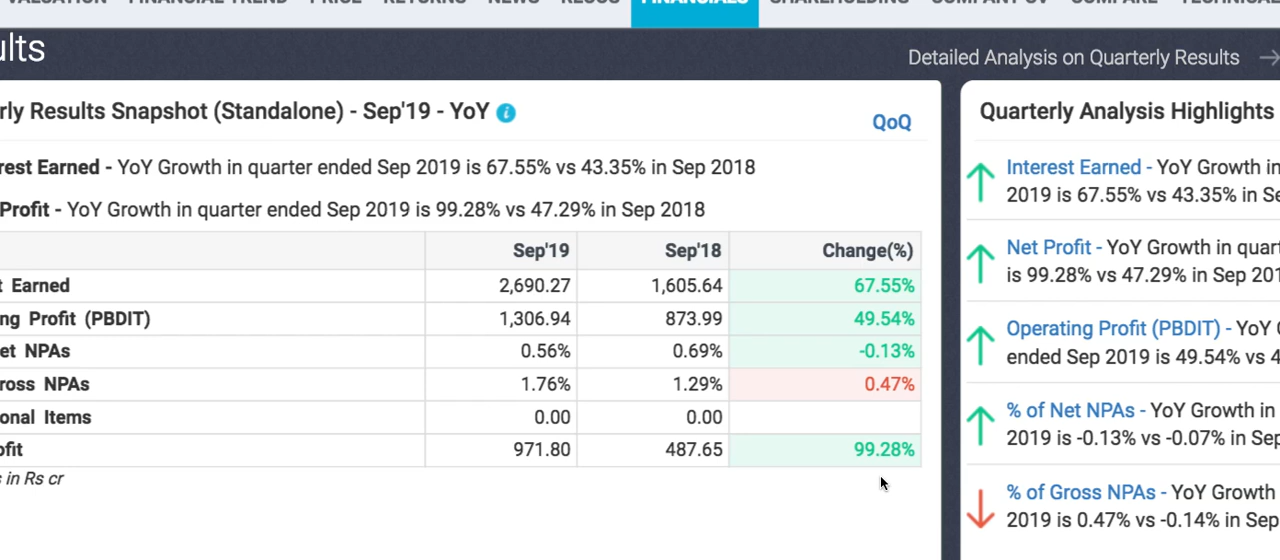 FINANCIALS
ults
Detailed Analysis on Quarterly Results →
rly Results Snapshot (Standalone) - Sep'19 - YoY
QoQ
rest Earned - YoY Growth in quarter ended Sep 2019 is 67.55% vs 43.35% in Sep 2018
Profit - YoY Growth in quarter ended Sep 2019 is 99.28% vs 47.29% in Sep 2018
Sep'19 Sep'18 Change(%)
t Earned 2,690.27 1,605.64 67.55%
ng Profit (PBDIT) 1,306.94 873.99 49.54%
et NPAs 0.56% 0.69% -0.13%
ross NPAs 1.76% 1.29% 0.47%
onal Items 0.00 0.00
ofit 971.80 487.65 99.28%
s in Rs cr
Quarterly Analysis Highlights
Interest Earned - YoY Growth in
2019 is 67.55% vs 43.35% in Se
Net Profit - YoY Growth in quart
is 99.28% vs 47.29% in Sep 201
Operating Profit (PBDIT) - YoY G
ended Sep 2019 is 49.54% vs 4
% of Net NPAs - YoY Growth in
2019 is -0.13% vs -0.07% in Sep
% of Gross NPAs - YoY Growth
2019 is 0.47% vs -0.14% in Sep